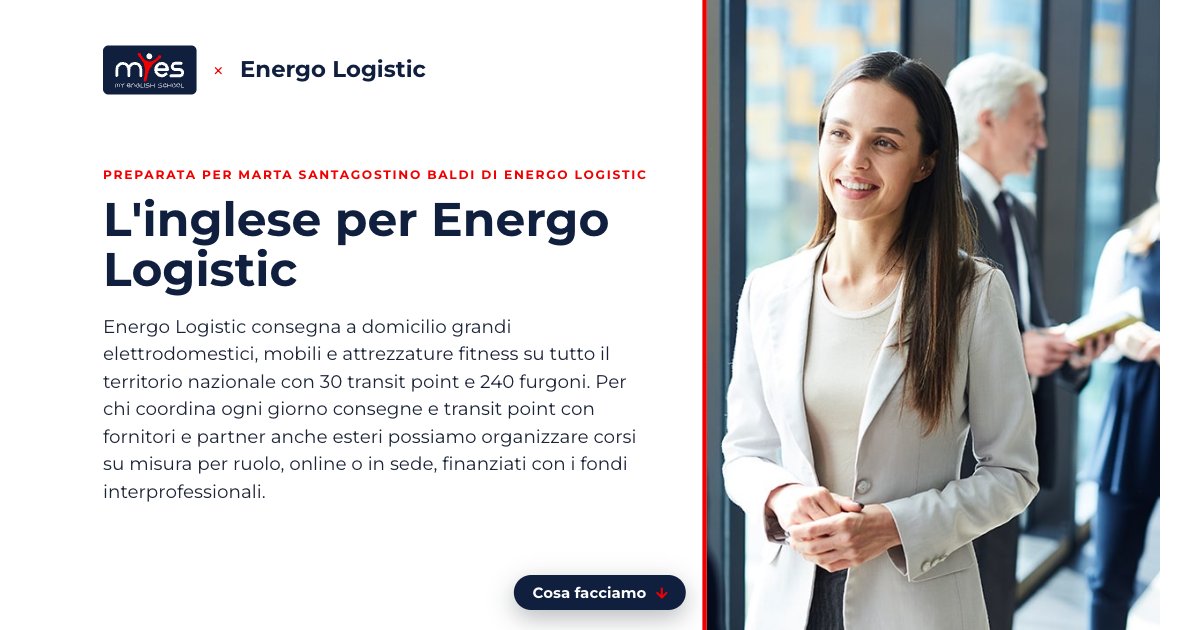 myes
MY ENGLISH SCHOOL
× Energo Logistic
PREPARATA PER MARTA SANTAGOSTINO BALDI DI ENERGO LOGISTIC
L'inglese per Energo
Logistic
Energo Logistic consegna a domicilio grandi
elettrodomestici, mobili e attrezzature fitness su tutto il
territorio nazionale con 30 transit point e 240 furgoni. Per
chi coordina ogni giorno consegne e transit point con
fornitori e partner anche esteri possiamo organizzare corsi
su misura per ruolo, online o in sede, finanziati con i fondi
interprofessionali.
Cosa facciamo ↓